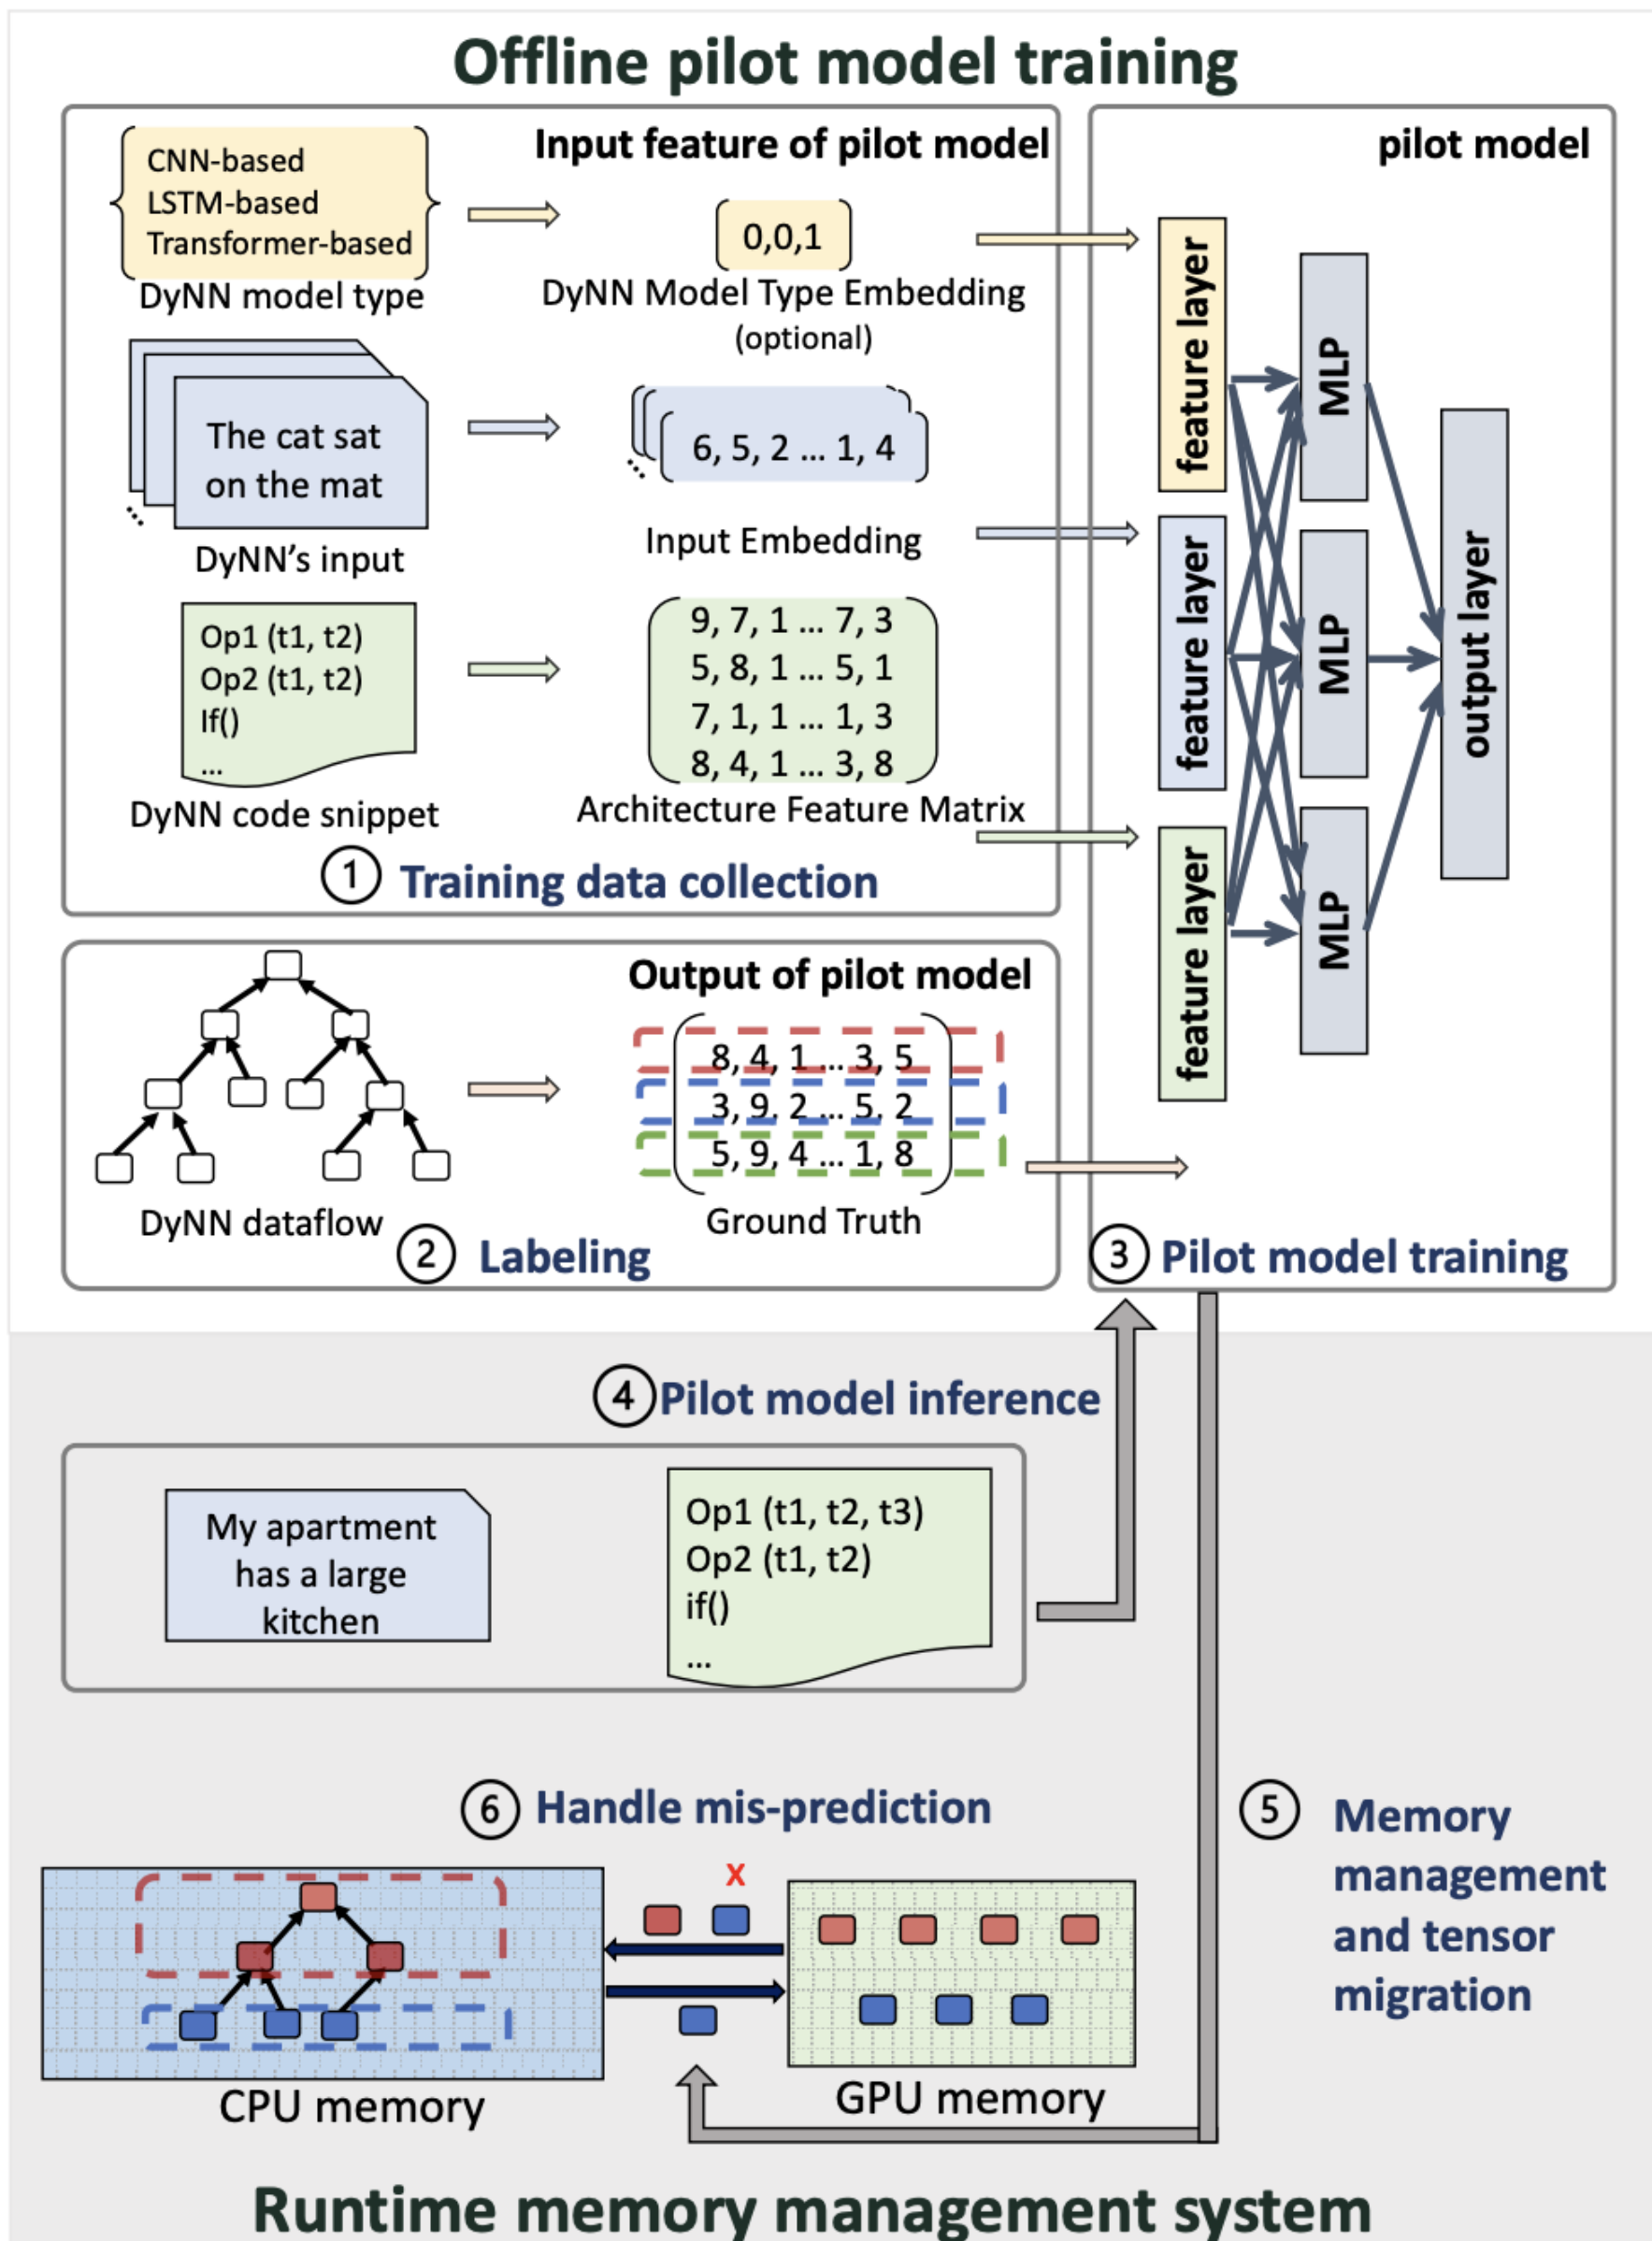 Offline pilot model training
Input feature of pilot model
CNN-based
LSTM-based
Transformer-based
DyNN model type
0,0,1
DyNN Model Type Embedding
(optional)
The cat sat
on the mat
DyNN's input
6, 5, 2 ... 1, 4
Input Embedding
Op1 (t1, t2)
Op2 (t1, t2)
If()
...
DyNN code snippet
9, 7, 1 ... 7, 3
5, 8, 1 ... 5, 1
7, 1, 1 ... 1, 3
8, 4, 1 ... 3, 8
Architecture Feature Matrix
1 Training data collection
Output of pilot model
8, 4, 1 ... 3, 5
3, 9, 2 ... 5, 2
5, 9, 4 ... 1, 8
DyNN dataflow
Ground Truth
2 Labeling
pilot model
feature layer
feature layer
feature layer
MLP
MLP
MLP
output layer
3 Pilot model training
4 Pilot model inference
My apartment
has a large
kitchen
Op1 (t1, t2, t3)
Op2 (t1, t2)
if()
...
6 Handle mis-prediction
x
CPU memory
GPU memory
5 Memory
management
and tensor
migration
Runtime memory management system